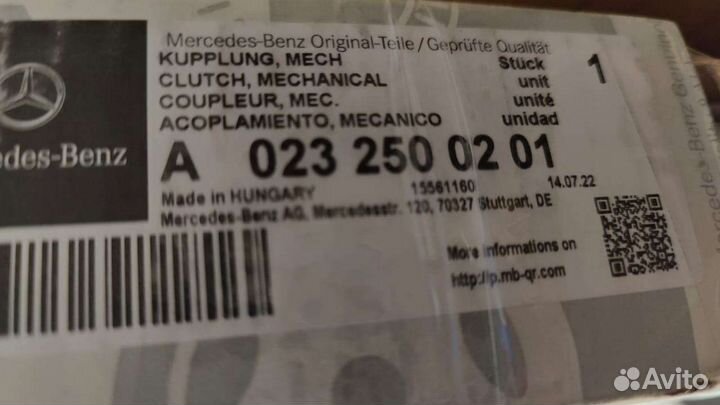 Mercedes-Benz Original-Teile / Geprüfte Qualität
KUPPLUNG, MECH Stück 1
CLUTCH, MECHANICAL unit
COUPLEUR, MEC. unité
ACOPLAMIENTO, MECANICO unidad
edes-Benz
A 023 250 02 01
Made in HUNGARY 15561160 14.07.22
Mercedes-Benz AG, Mercedesstr. 120, 70327 Stuttgart, DE
More informations on
http://p.mb-qr.com
Avito